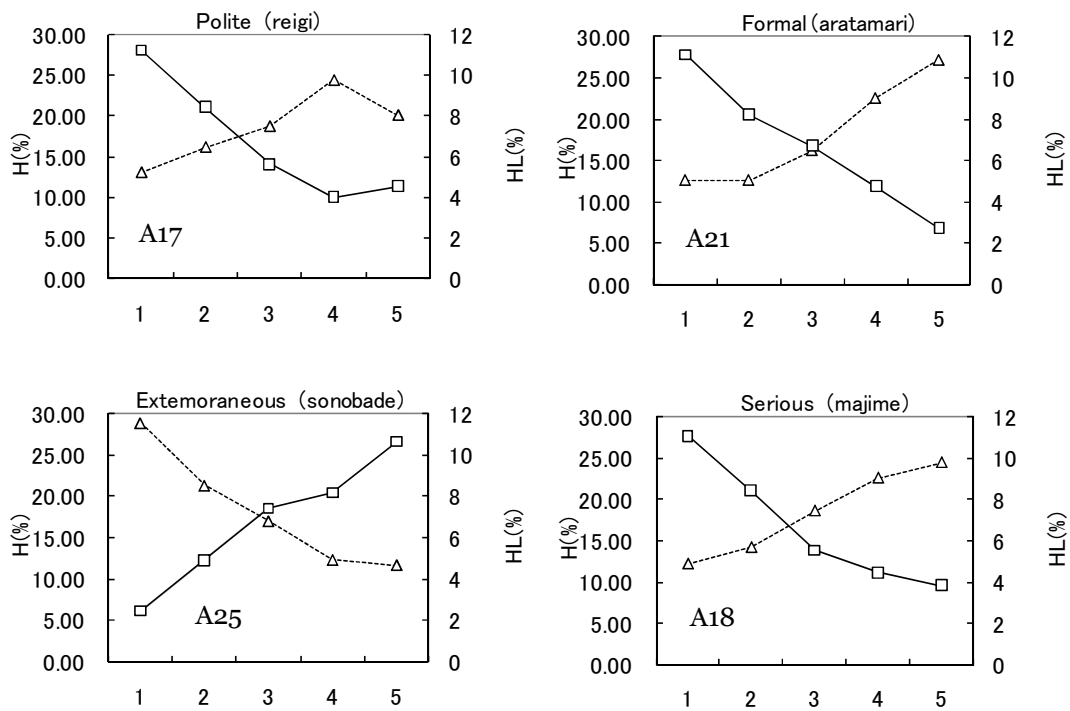 Polite (reigi)
30.00
25.00
20.00
15.00
10.00
5.00
0.00
H(%)
12
10
8
6
4
2
0
HL(%)
A17
1 2 3 4 5
Formal (aratamari)
30.00
25.00
20.00
15.00
10.00
5.00
0.00
H(%)
12
10
8
6
4
2
0
HL(%)
A21
1 2 3 4 5
Extemoraneous (sonobade)
30.00
25.00
20.00
15.00
10.00
5.00
0.00
H(%)
12
10
8
6
4
2
0
HL(%)
A25
1 2 3 4 5
Serious (majime)
30.00
25.00
20.00
15.00
10.00
5.00
0.00
H(%)
12
10
8
6
4
2
0
HL(%)
A18
1 2 3 4 5